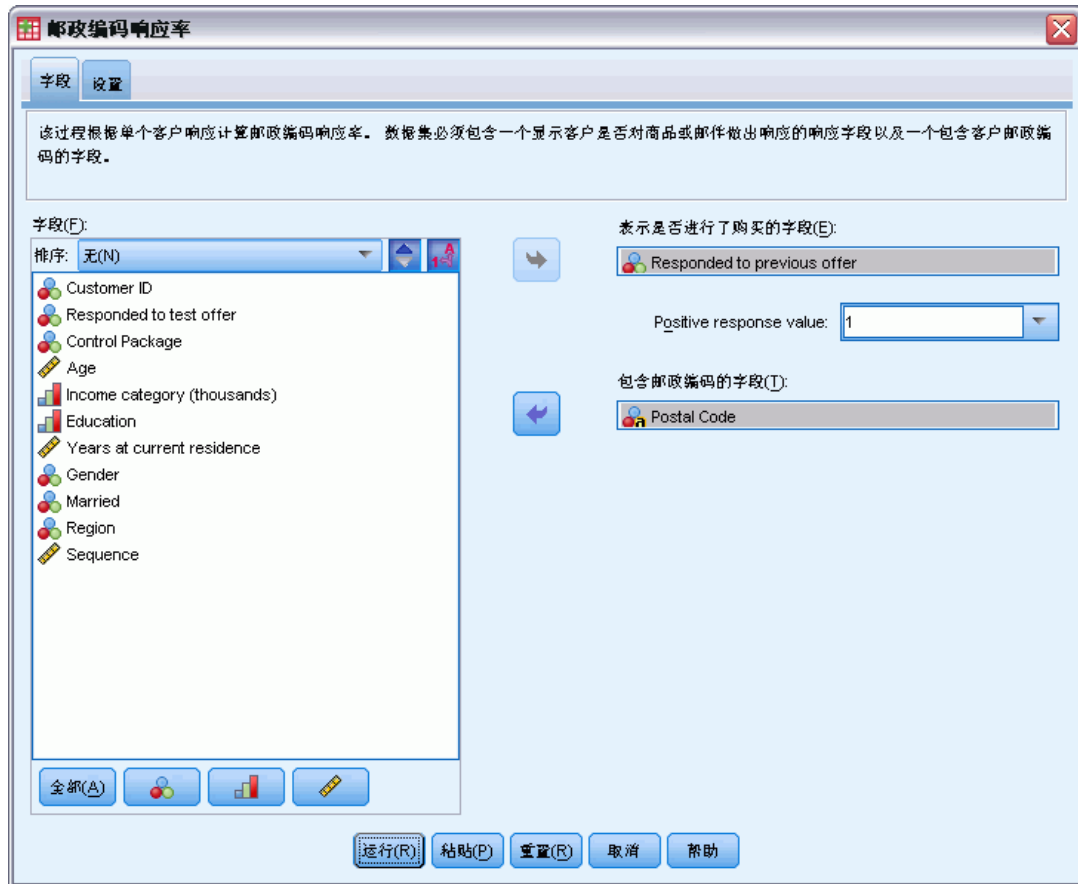 邮政编码响应率
字段 设置
该过程根据单个客户响应计算邮政编码响应率。 数据集必须包含一个显示客户是否对商品或邮件做出响应的响应字段以及一个包含客户邮政编
码的字段。
字段(F):
排序: 无(N)
Customer ID
Responded to test offer
Control Package
Age
Income category (thousands)
Education
Years at current residence
Gender
Married
Region
Sequence
全部(A)
表示是否进行了购买的字段(E):
Responded to previous offer
Positive response value: 1
包含邮政编码的字段(T):
Postal Code
运行(R) 粘贴(P) 重置(R) 取消 帮助